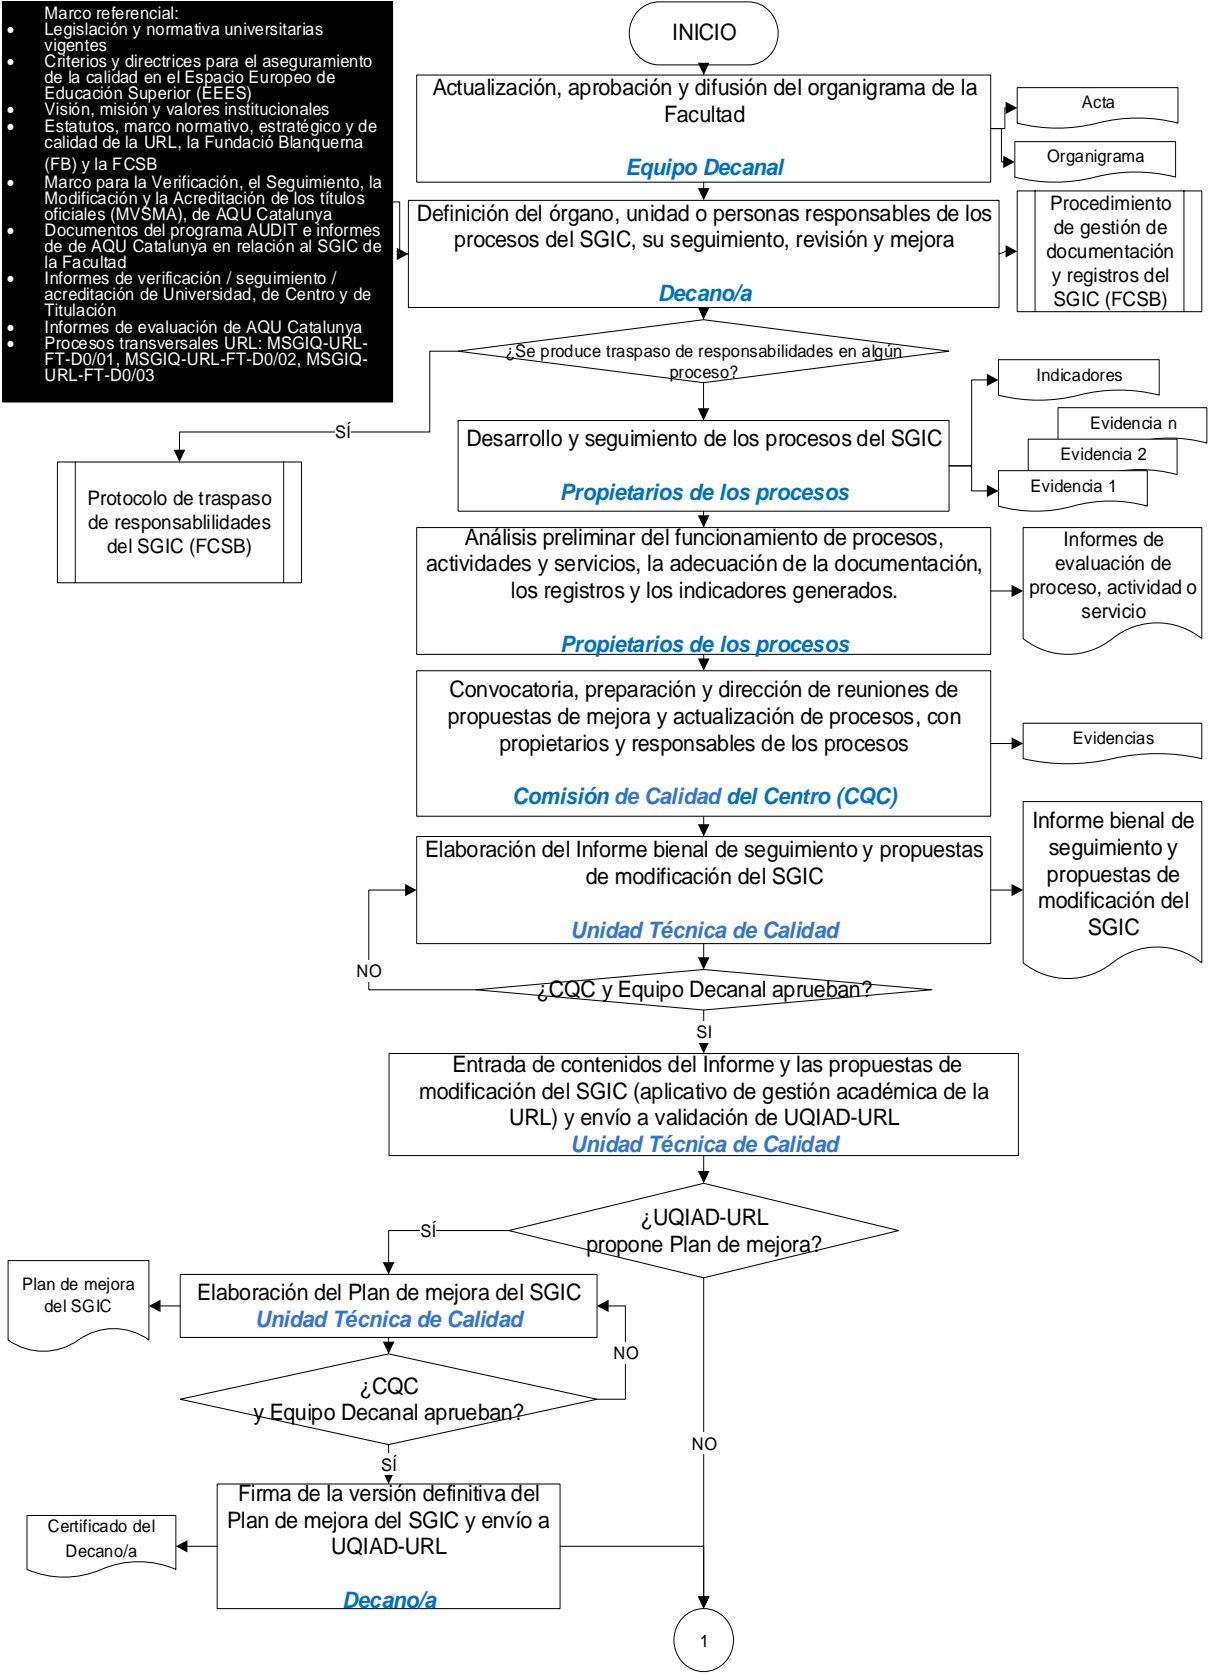 Marco referencial:
• Legislación y normativa universitarias
vigentes
• Criterios y directrices para el aseguramiento
de la calidad en el Espacio Europeo de
Educación Superior (EEES)
• Visión, misión y valores institucionales
• Estatutos, marco normativo, estratégico y de
calidad de la URL, la Fundació Blanquerna
(FB) y la FCSB
• Marco para la Verificación, el Seguimiento, la
Modificación y la Acreditación de los títulos
oficiales (MVSMA), de AQU Catalunya
• Documentos del programa AUDIT e informes
de de AQU Catalunya en relación al SGIC de
la Facultad
• Informes de verificación / seguimiento /
acreditación de Universidad, de Centro y de
Titulación
• Informes de evaluación de AQU Catalunya
• Procesos transversales URL: MSGIQ-URL-
FT-D0/01, MSGIQ-URL-FT-D0/02, MSGIQ-
URL-FT-D0/03
INICIO
Actualización, aprobación y difusión del organigrama de la
Facultad
Equipo Decanal
Acta
Organigrama
Definición del órgano, unidad o personas responsables de los
procesos del SGIC, su seguimiento, revisión y mejora
Decano/a
Procedimiento
de gestión de
documentación
y registros del
SGIC (FCSB)
¿Se produce traspaso de responsabilidades en algún
proceso?
SÍ
Protocolo de traspaso
de responsablilidades
del SGIC (FCSB)
Desarrollo y seguimiento de los procesos del SGIC
Propietarios de los procesos
Indicadores
Evidencia n
Evidencia 2
Evidencia 1
Análisis preliminar del funcionamiento de procesos,
actividades y servicios, la adecuación de la documentación,
los registros y los indicadores generados.
Propietarios de los procesos
Informes de
evaluación de
proceso, actividad o
servicio
Convocatoria, preparación y dirección de reuniones de
propuestas de mejora y actualización de procesos, con
propietarios y responsables de los procesos
Comisión de Calidad del Centro (CQC)
Evidencias
Elaboración del Informe bienal de seguimiento y propuestas
de modificación del SGIC
Unidad Técnica de Calidad
Informe bienal de
seguimiento y
propuestas de
modificación del
SGIC
NO
¿CQC y Equipo Decanal aprueban?
SI
Entrada de contenidos del Informe y las propuestas de
modificación del SGIC (aplicativo de gestión académica de la
URL) y envío a validación de UQIAD-URL
Unidad Técnica de Calidad
¿UQIAD-URL
propone Plan de mejora?
SÍ
Plan de mejora
del SGIC
Elaboración del Plan de mejora del SGIC
Unidad Técnica de Calidad
NO
¿CQC
y Equipo Decanal aprueban?
NO
SÍ
Firma de la versión definitiva del
Plan de mejora del SGIC y envío a
UQIAD-URL
Decano/a
Certificado del
Decano/a
1